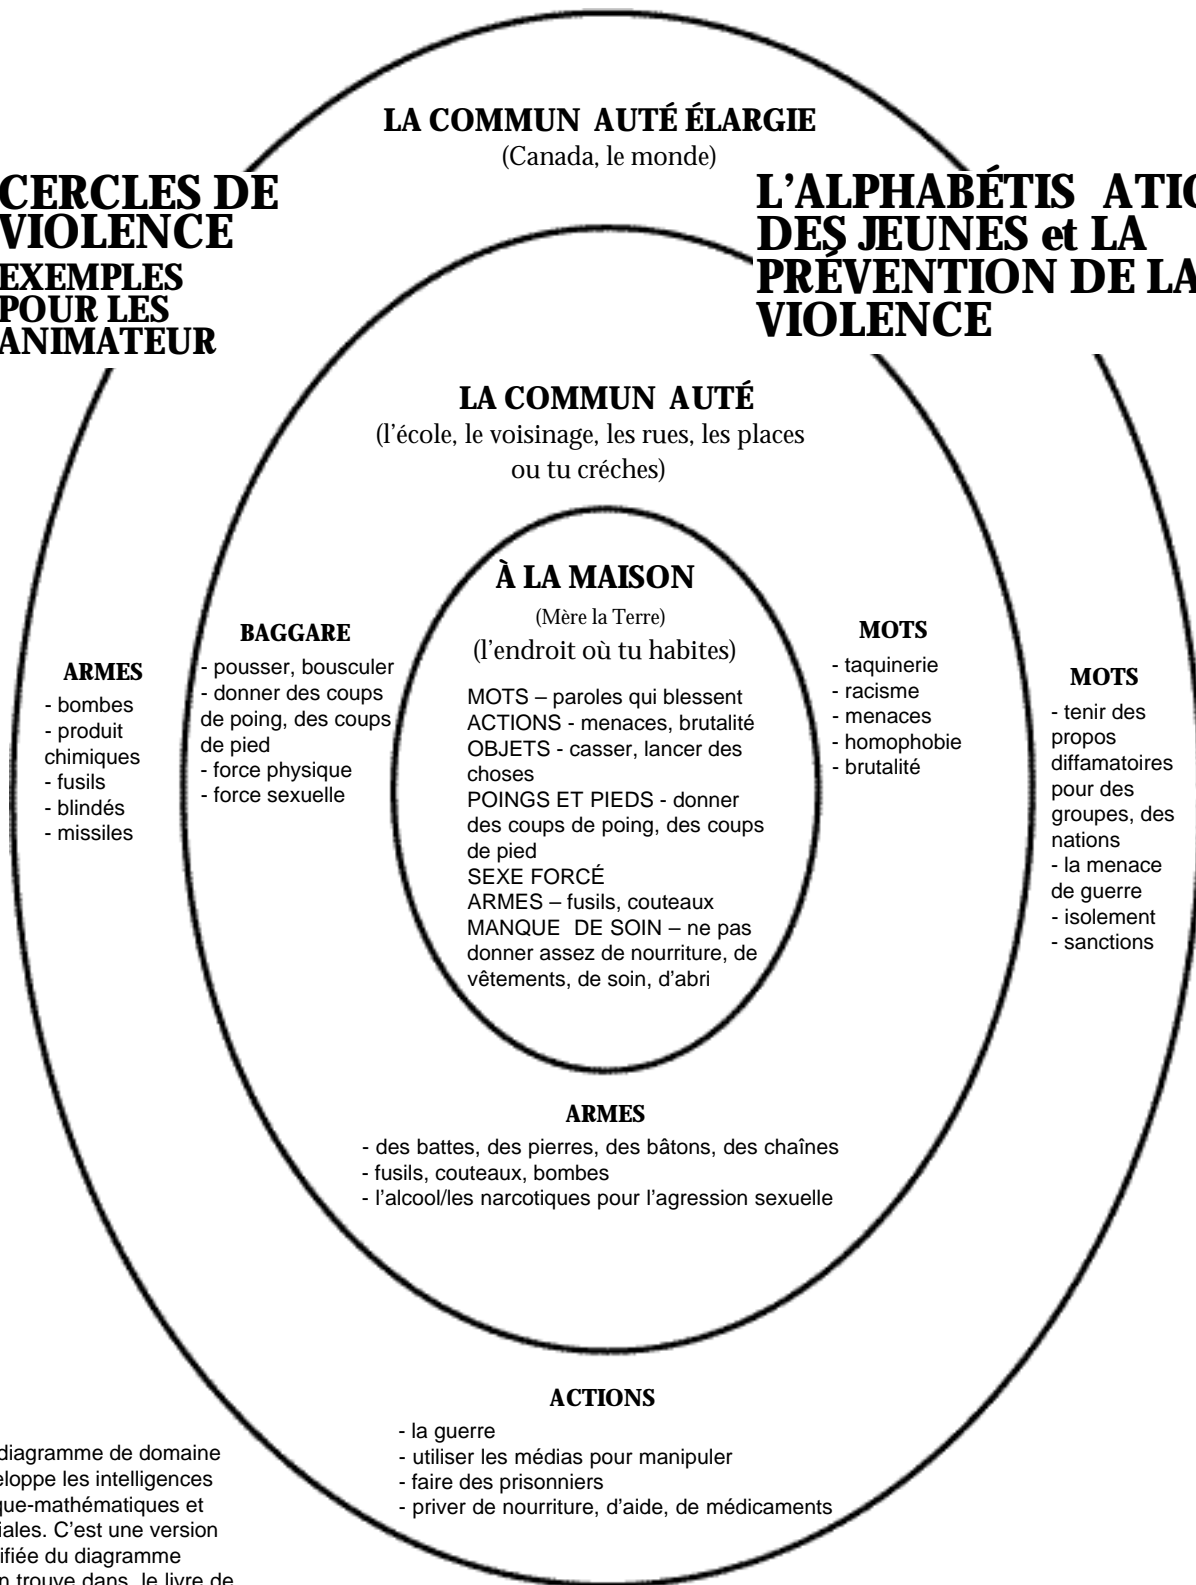 LA COMMUN AUTÉ ÉLARGIE
(Canada, le monde)
CERCLES DE
VIOLENCE
EXEMPLES
POUR LES
ANIMATEUR
L’ALPHABÉTIS ATIO
DES JEUNES et LA
PRÉVENTION DE LA
VIOLENCE
LA COMMUN AUTÉ
(l’école, le voisinage, les rues, les places
ou tu créches)
À LA MAISON
(Mère la Terre)
(l’endroit où tu habites)
MOTS – paroles qui blessent
ACTIONS - menaces, brutalité
OBJETS - casser, lancer des
choses
POINGS ET PIEDS - donner
des coups de poing, des coups
de pied
SEXE FORCÉ
ARMES – fusils, couteaux
MANQUE DE SOIN – ne pas
donner assez de nourriture, de
vêtements, de soin, d’abri
ARMES
- bombes
- produit
chimiques
- fusils
- blindés
- missiles
BAGGARE
- pousser, bousculer
- donner des coups
de poing, des coups
de pied
- force physique
- force sexuelle
MOTS
- taquinerie
- racisme
- menaces
- homophobie
- brutalité
MOTS
- tenir des
propos
diffamatoires
pour des
groupes, des
nations
- la menace
de guerre
- isolement
- sanctions
ARMES
- des battes, des pierres, des bâtons, des chaînes
- fusils, couteaux, bombes
- l’alcool/les narcotiques pour l’agression sexuelle
ACTIONS
- la guerre
- utiliser les médias pour manipuler
- faire des prisonniers
- priver de nourriture, d’aide, de médicaments
diagramme de domaine
eloppe les intelligences
que-mathématiques et
iales. C’est une version
ifiée du diagramme
n trouve dans le livre de